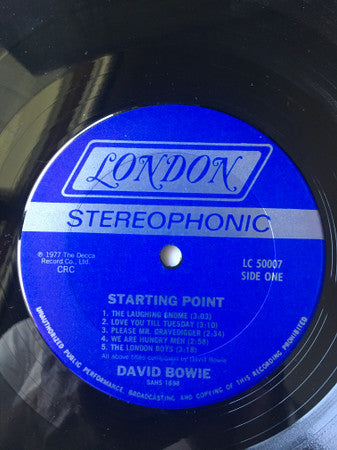 LONDON
STEREOPHONIC
℗ 1977 The Decca
Record Co., Ltd.
CRC
LC 50007
SIDE ONE
STARTING POINT
1. THE LAUGHING GNOME (3:03)
2. LOVE YOU TILL TUESDAY (3:10)
3. PLEASE MR. GRAVEDIGGER (2:34)
4. WE ARE HUNGRY MEN (2:58)
5. THE LONDON BOYS (3:18)
All above titles composed by David Bowie
DAVID BOWIE
SAHS 1698
UNAUTHORIZED PUBLIC PERFORMANCE, BROADCASTING AND COPYING OF THIS RECORD PROHIBITED